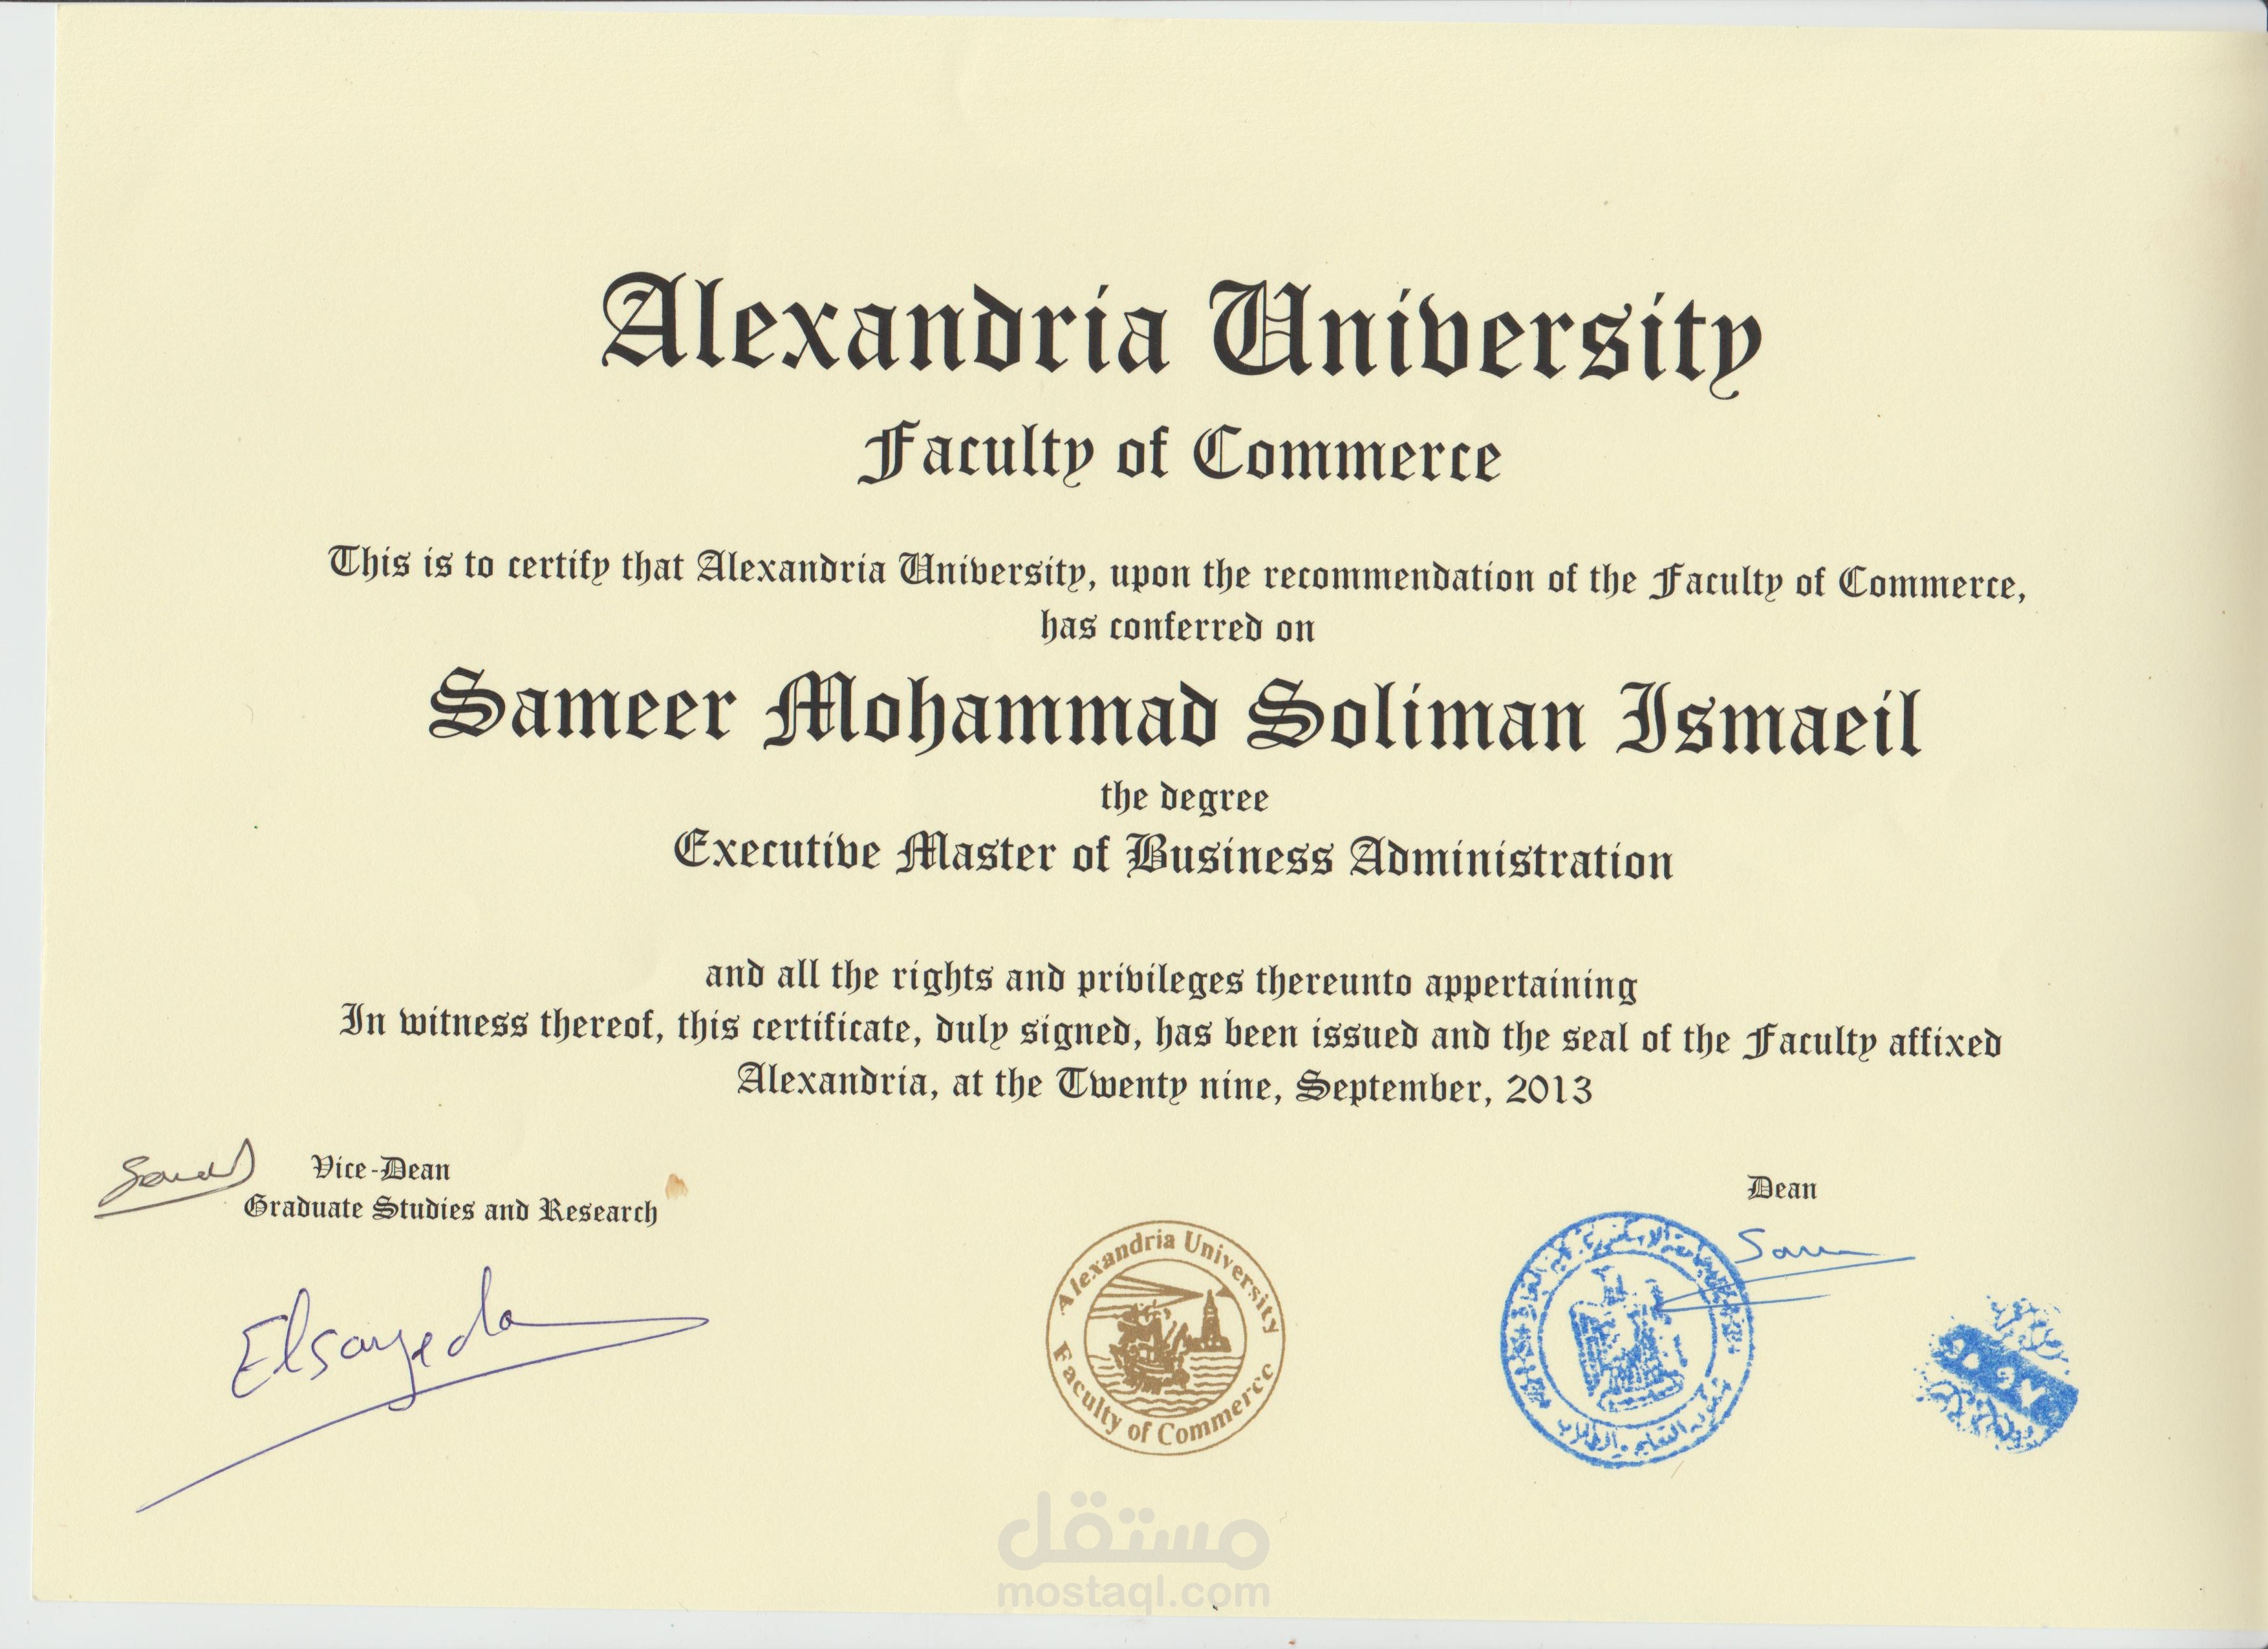 Alexandria University
Faculty of Commerce
This is to certify that Alexandria University, upon the recommendation of the Faculty of Commerce,
has conferred on
Sameer Mohammad Soliman Ismaeil
the degree
Executive Master of Business Administration
and all the rights and privileges thereunto appertaining
In witness thereof, this certificate, duly signed, has been issued and the seal of the Faculty affixed
Alexandria, at the Twenty nine, September, 2013
Vice-Dean
Graduate Studies and Research
Dean
Elsayeda
Alexandria University
Faculty of Commerce
مستقل
mostaql.com